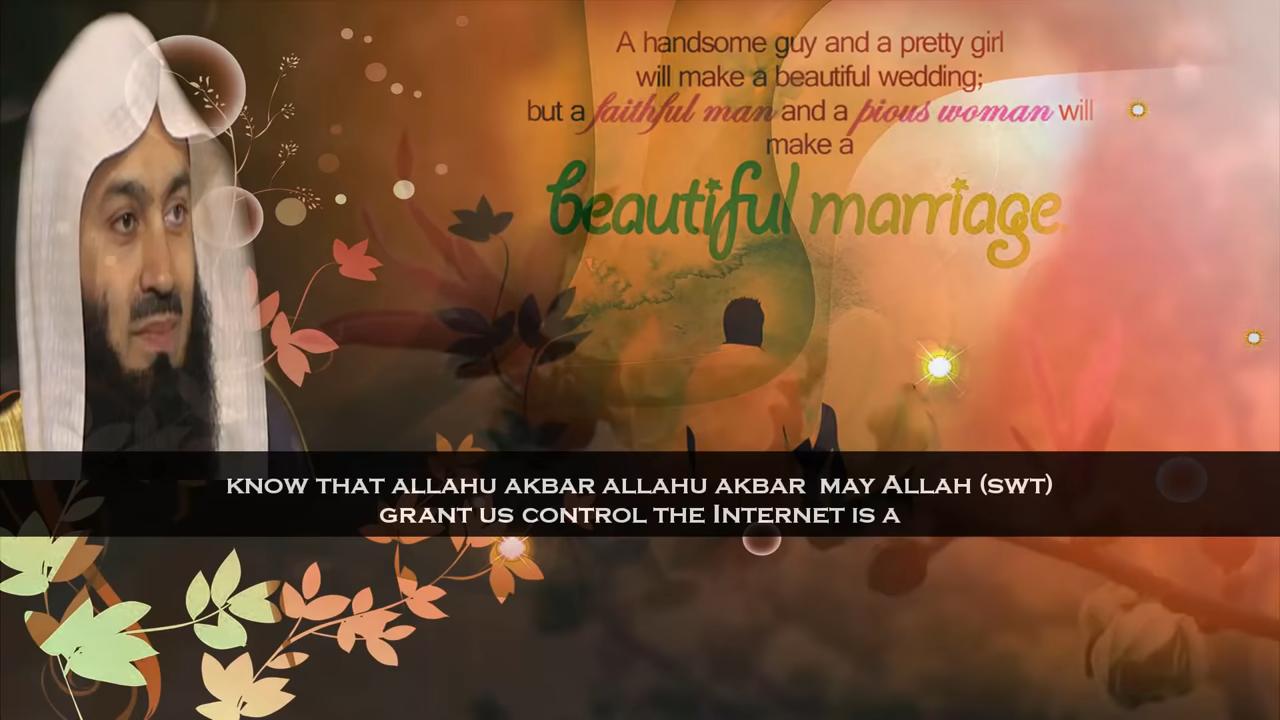 A handsome guy and a pretty girl
will make a beautiful wedding;
but a faithful man and a pious woman will
make a
beautiful marriage.
KNOW THAT ALLAHU AKBAR ALLAHU AKBAR MAY ALLAH (SWT)
GRANT US CONTROL THE INTERNET IS A